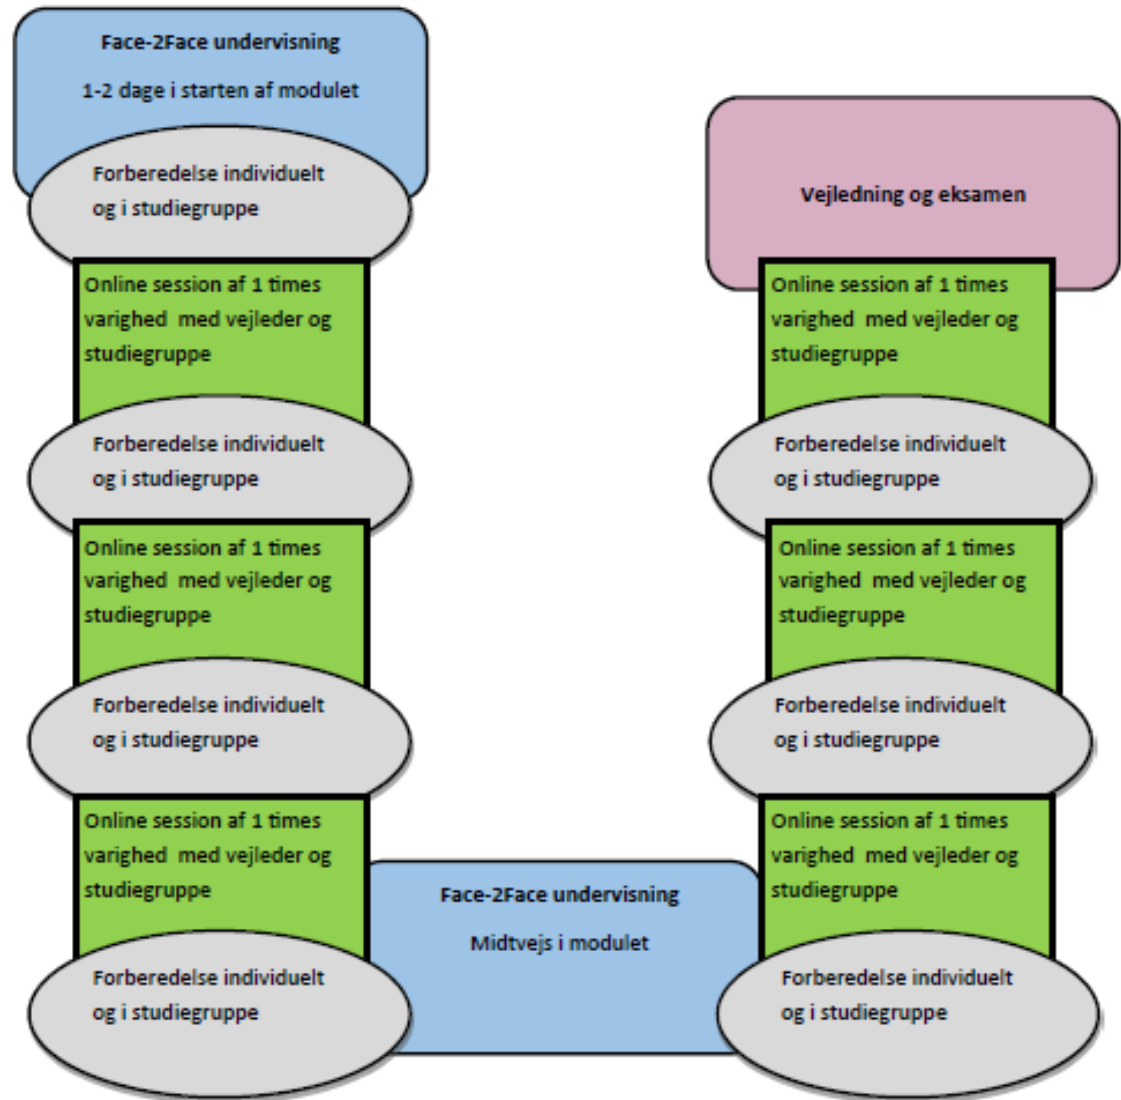 Face-2Face undervisning
1-2 dage i starten af modulet
Forberedelse individuelt
og i studiegruppe
Online session af 1 times
varighed  med vejleder og
studiegruppe
Forberedelse individuelt
og i studiegruppe
Online session af 1 times
varighed  med vejleder og
studiegruppe
Forberedelse individuelt
og i studiegruppe
Online session af 1 times
varighed  med vejleder og
studiegruppe
Forberedelse individuelt
og i studiegruppe
Face-2Face undervisning
Midtvejs i modulet
Vejledning og eksamen
Online session af 1 times
varighed  med vejleder og
studiegruppe
Forberedelse individuelt
og i studiegruppe
Online session af 1 times
varighed  med vejleder og
studiegruppe
Forberedelse individuelt
og i studiegruppe
Online session af 1 times
varighed  med vejleder og
studiegruppe
Forberedelse individuelt
og i studiegruppe